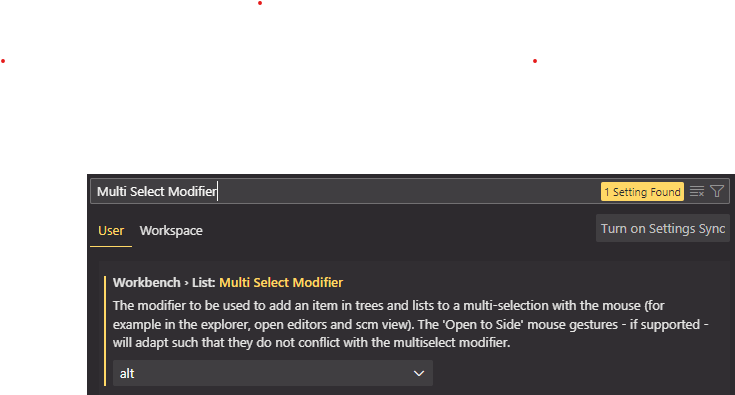 Multi Select Modifier
1 Setting Found
User Workspace
Turn on Settings Sync
Workbench › List: Multi Select Modifier
The modifier to be used to add an item in trees and lists to a multi-selection with the mouse (for
example in the explorer, open editors and scm view). The 'Open to Side' mouse gestures - if supported -
will adapt such that they do not conflict with the multiselect modifier.
alt